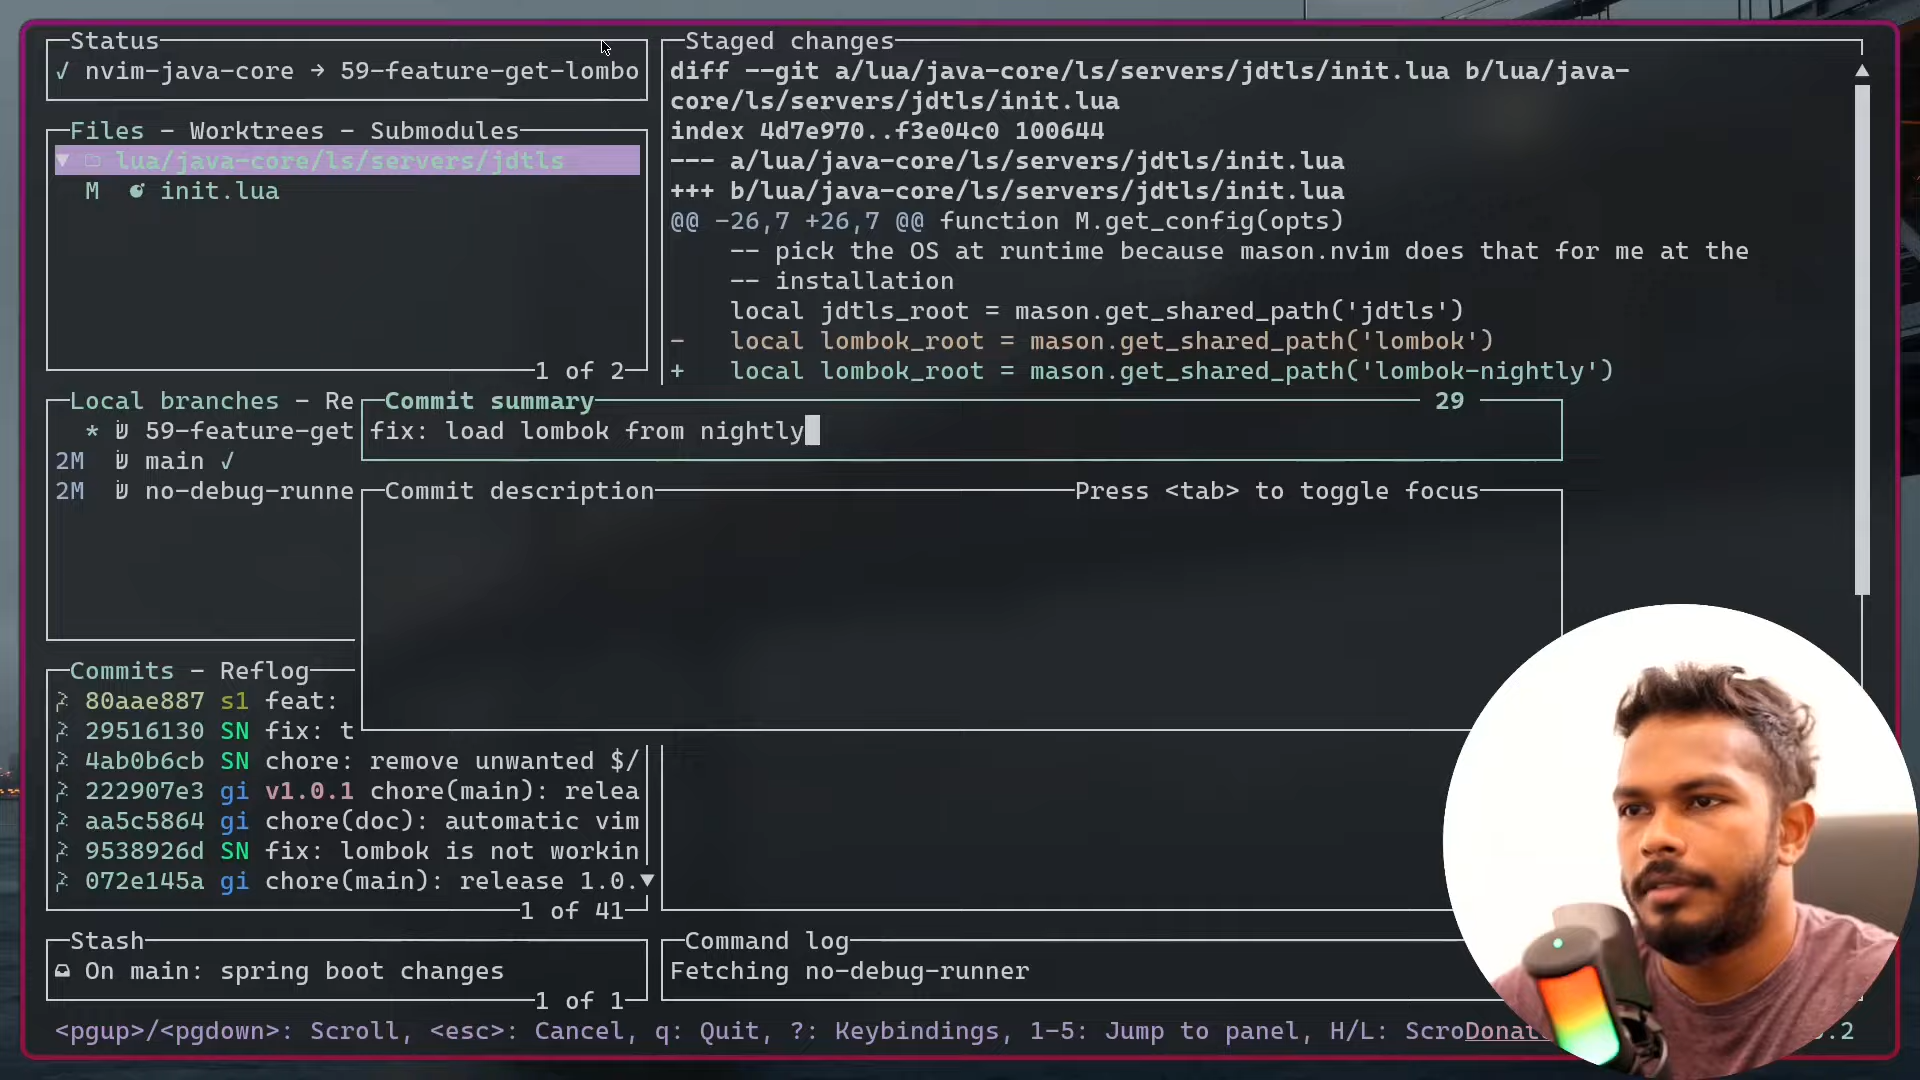 Status
✓ nvim-java-core → 59-feature-get-lombo
Files - Worktrees - Submodules
▼ lua/java-core/ls/servers/jdtls
M init.lua
1 of 2
Local branches - Re
* 59-feature-get
2M main ✓
2M no-debug-runne
Commits - Reflog
80aae887 s1 feat:
29516130 SN fix: t
4ab0b6cb SN chore: remove unwanted $/
222907e3 gi v1.0.1 chore(main): relea
aa5c5864 gi chore(doc): automatic vim
9538926d SN fix: lombok is not workin
072e145a gi chore(main): release 1.0.
1 of 41
Stash
On main: spring boot changes
1 of 1
Staged changes
diff --git a/lua/java-core/ls/servers/jdtls/init.lua b/lua/java-
core/ls/servers/jdtls/init.lua
index 4d7e970..f3e04c0 100644
--- a/lua/java-core/ls/servers/jdtls/init.lua
+++ b/lua/java-core/ls/servers/jdtls/init.lua
@@ -26,7 +26,7 @@ function M.get_config(opts)
-- pick the OS at runtime because mason.nvim does that for me at the
-- installation
local jdtls_root = mason.get_shared_path('jdtls')
- local lombok_root = mason.get_shared_path('lombok')
+ local lombok_root = mason.get_shared_path('lombok-nightly')
Commit summary 29
fix: load lombok from nightly
Commit description Press <tab> to toggle focus
Command log
Fetching no-debug-runner
<pgup>/<pgdown>: Scroll, <esc>: Cancel, q: Quit, ?: Keybindings, 1-5: Jump to panel, H/L: ScroDonat .2